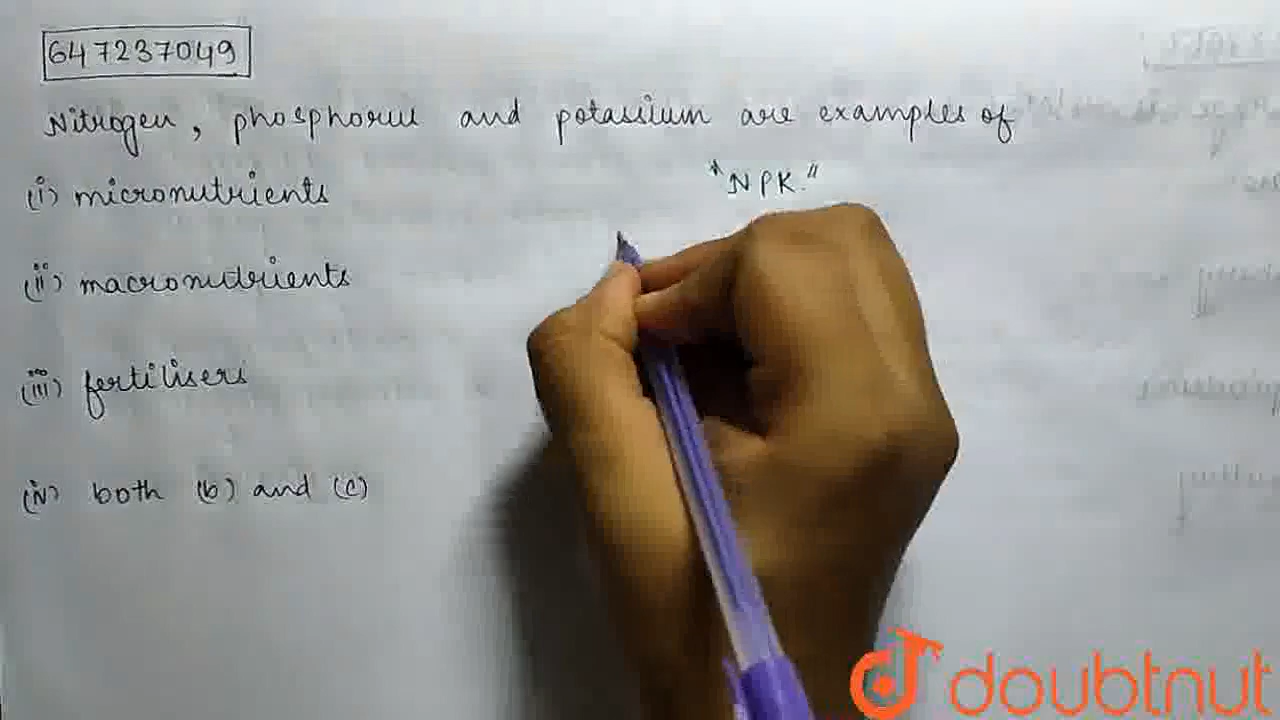 647237049
Nitrogen, phosphorus and potassium are examples of
"NPK."
(i) micronutrients
(ii) macronutrients
(iii) fertilisers
(iv) both (b) and (c)
doubtnut